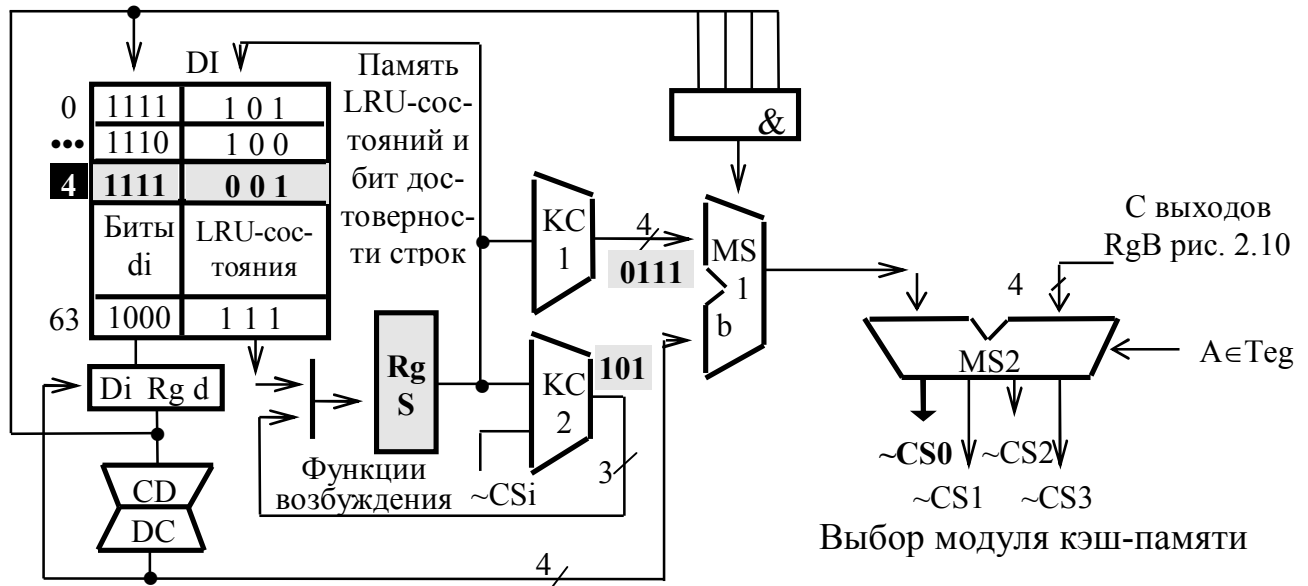 DI
0
1111
1 0 1
•••
1110
1 0 0
4
1111
0 0 1
Биты
di
LRU-сос-
тояния
63
1000
1 1 1
Память
LRU-сос-
тояний и
бит дос-
товернос-
ти строк
&
КС
1
4
0111
MS
1
b
С выходов
RgB рис. 2.10
4
MS2
A∈Teg
Di Rg d
Rg
S
КС
2
101
3
Функции
возбуждения
~CSi
CD
DC
4
~CS0
~CS2
~CS1
~CS3
Выбор модуля кэш-памяти